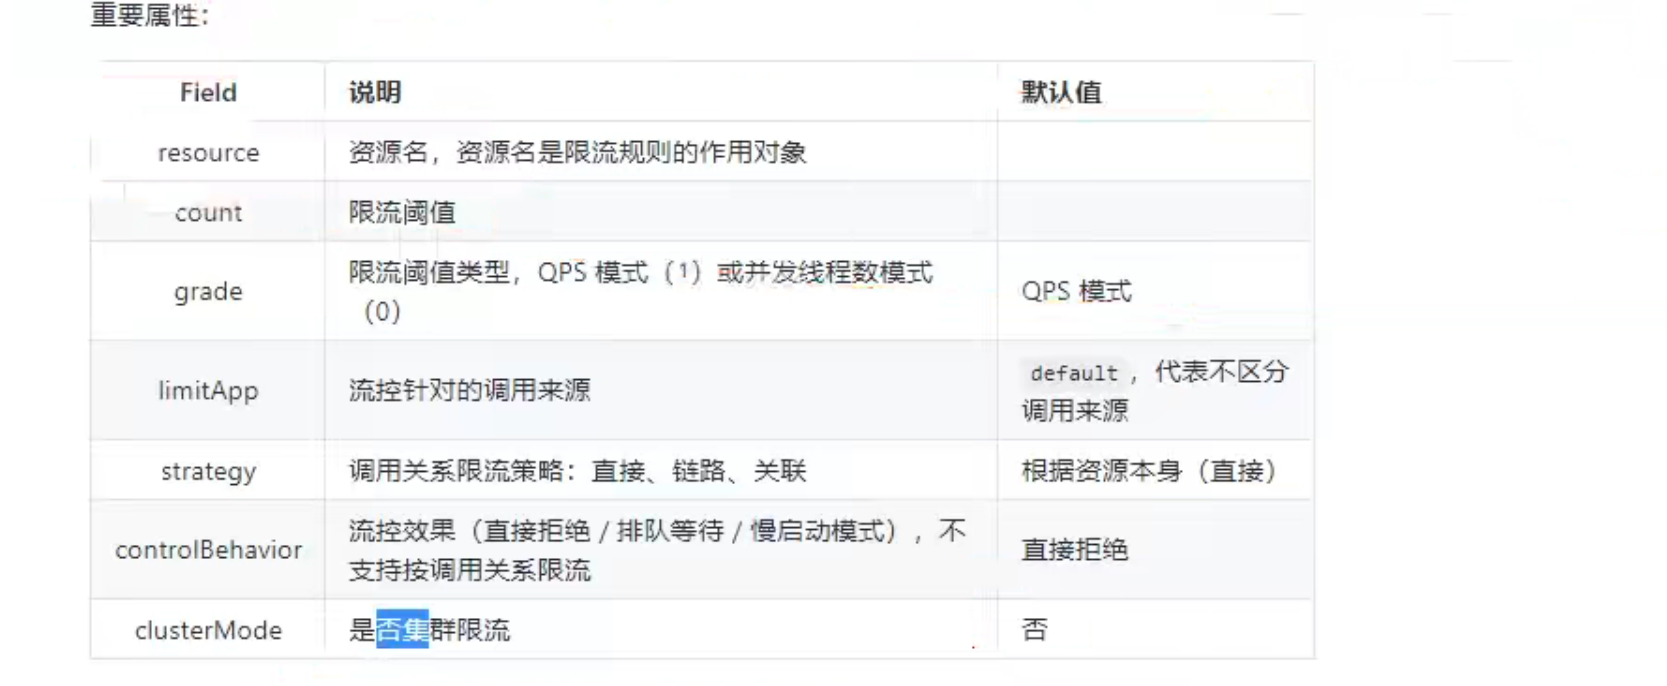 重要属性：
Field 说明 默认值
resource 资源名，资源名是限流规则的作用对象
count 限流阈值
grade 限流阈值类型，QPS 模式（1）或并发线程数模式
（0） QPS 模式
limitApp 流控针对的调用来源 default ，代表不区分
调用来源
strategy 调用关系限流策略：直接、链路、关联 根据资源本身（直接）
controlBehavior 流控效果（直接拒绝 / 排队等待 / 慢启动模式），不
支持按调用关系限流 直接拒绝
clusterMode 是否集群限流 否